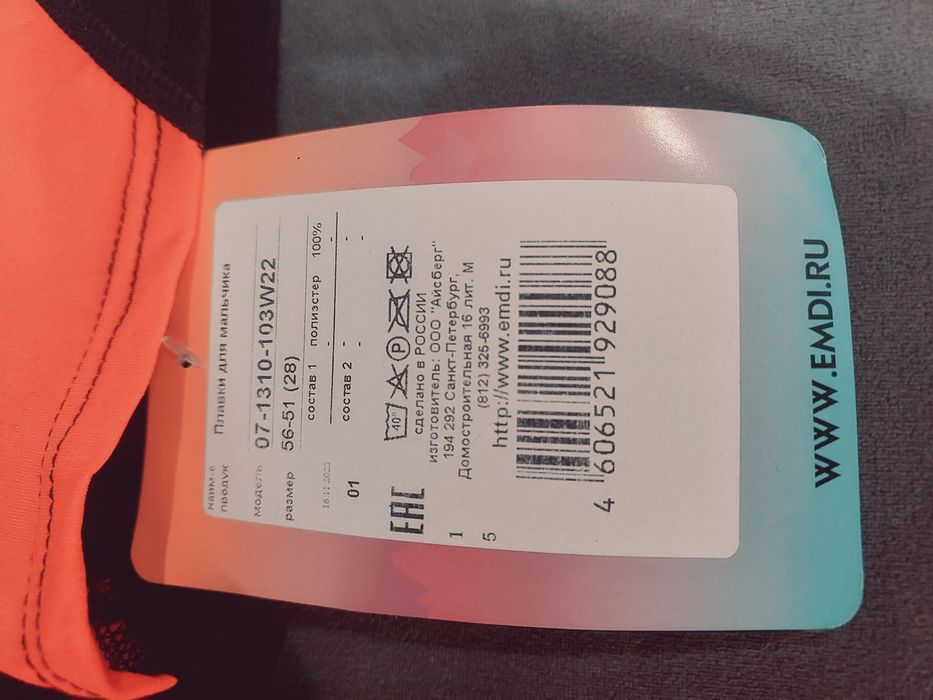 наим-е
продук
Плавки для мальчика
модель 07-1310-103W22
размер 56-51 (28)
16.11.2022
состав 1 полиэстер 100%
- -
01
состав 2 - -
- -
40°
P
EAC
сделано в РОССИИ
изготовитель: ООО "Айсберг"
194 292 Санкт-Петербург,
Домостроительная 16 лит. М
(812) 325-6993
1
5
http://www.emdi.ru
4 606521 929088
WWW.EMDI.RU